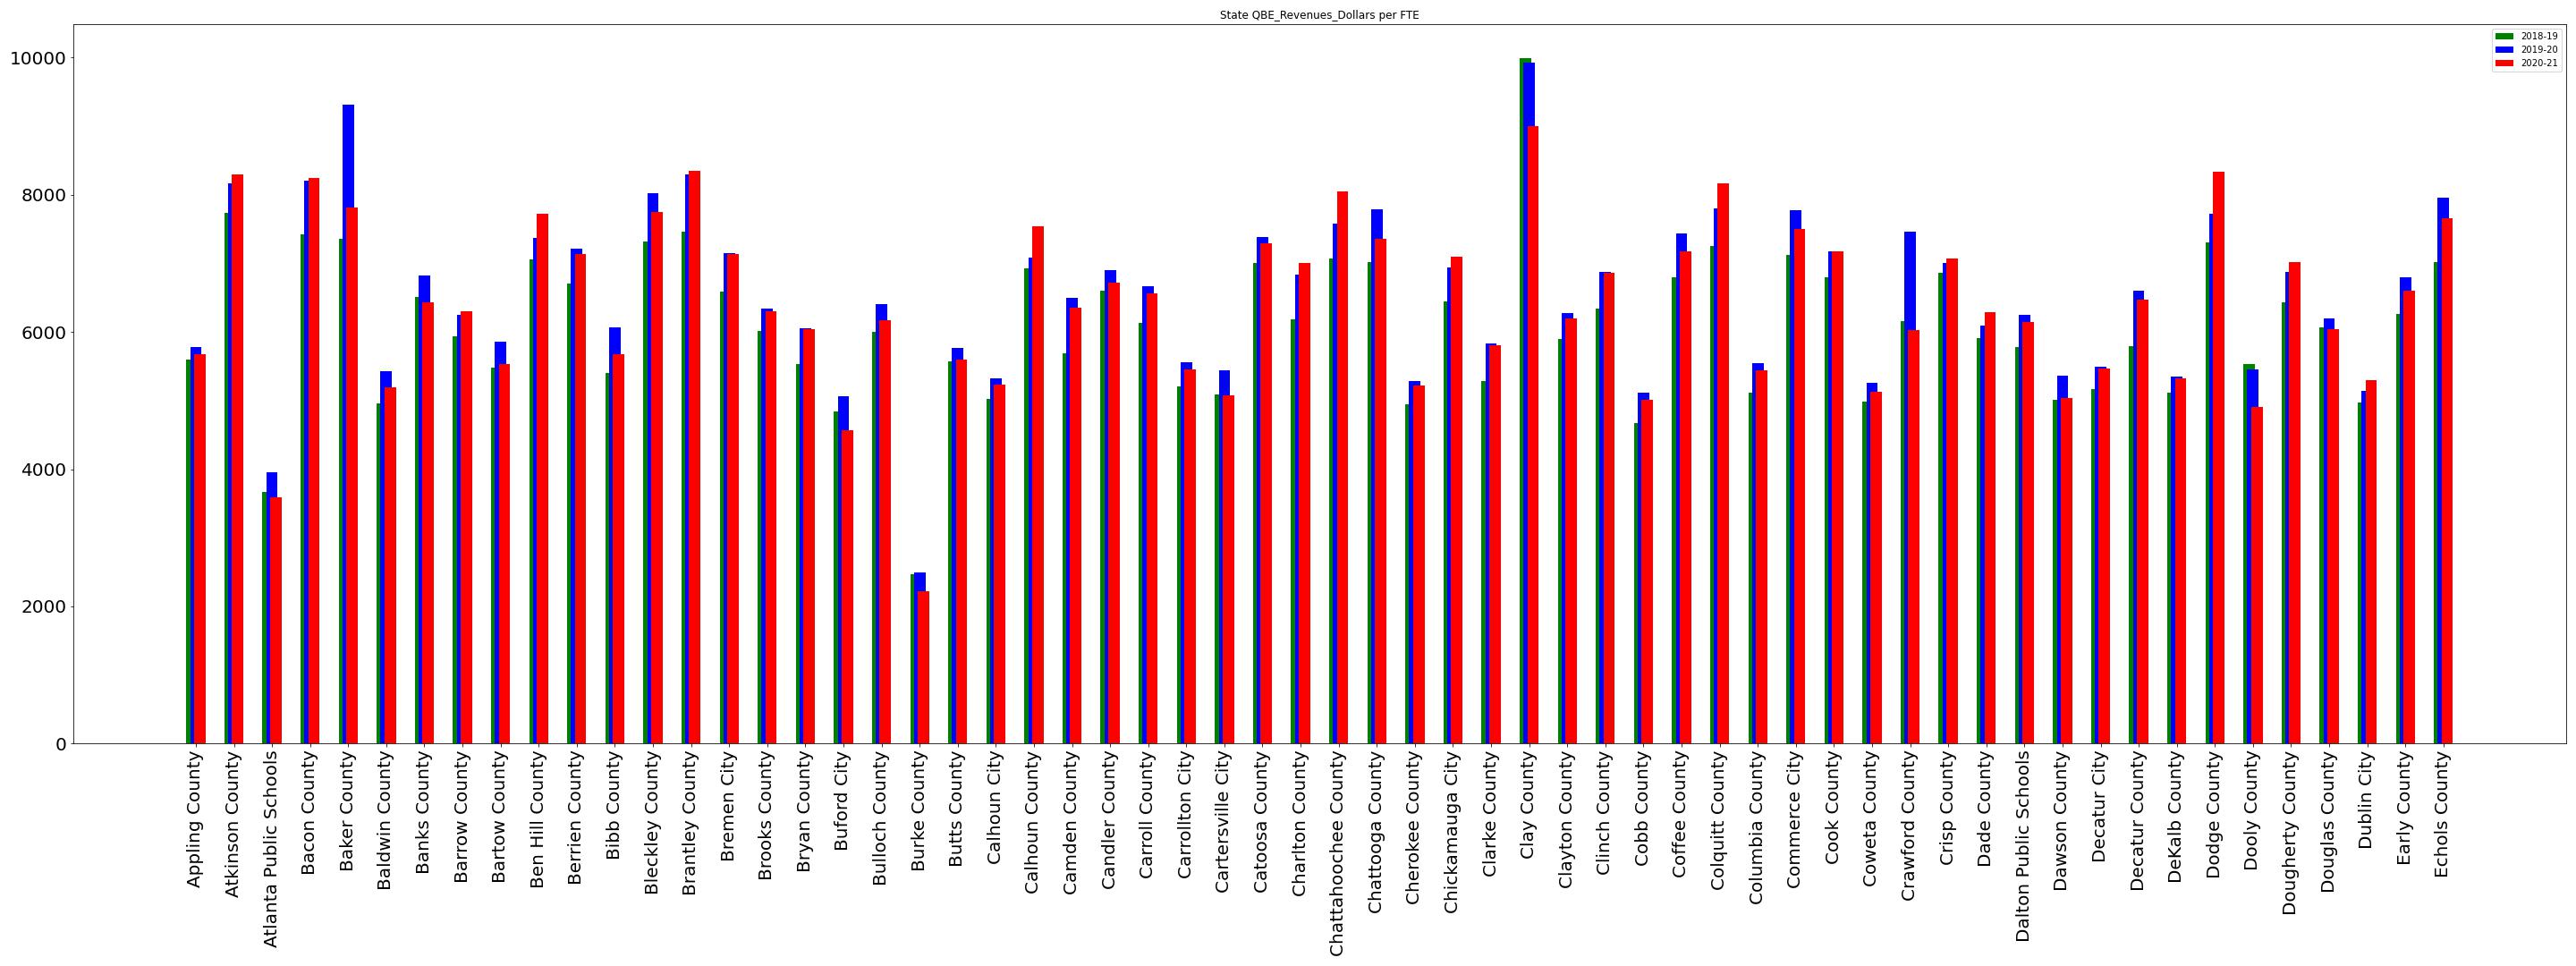 State QBE_Revenues_Dollars per FTE
2018-19
2019-20
2020-21
10000
8000
6000
4000
2000
0
Appling County
Atkinson County
Atlanta Public Schools
Bacon County
Baker County
Baldwin County
Banks County
Barrow County
Bartow County
Ben Hill County
Berrien County
Bibb County
Bleckley County
Brantley County
Bremen City
Brooks County
Bryan County
Buford City
Bulloch County
Burke County
Butts County
Calhoun City
Calhoun County
Camden County
Candler County
Carroll County
Carrollton City
Cartersville City
Catoosa County
Charlton County
Chattahoochee County
Chattooga County
Cherokee County
Chickamauga City
Clarke County
Clay County
Clayton County
Clinch County
Cobb County
Coffee County
Colquitt County
Columbia County
Commerce City
Cook County
Coweta County
Crawford County
Crisp County
Dade County
Dalton Public Schools
Dawson County
Decatur City
Decatur County
DeKalb County
Dodge County
Dooly County
Dougherty County
Douglas County
Dublin City
Early County
Echols County